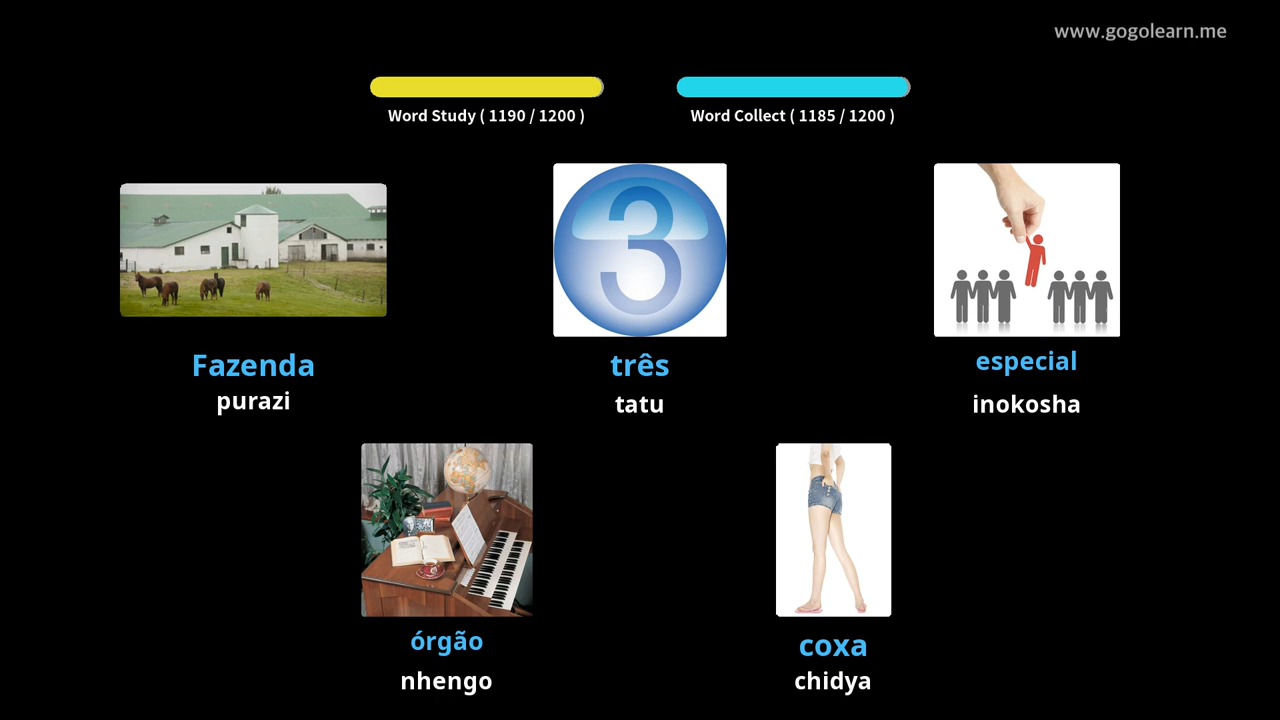 www.gogolearn.me
Word Study ( 1190 / 1200 )
Word Collect ( 1185 / 1200 )
3
Fazenda
purazi
três
tatu
especial
inokosha
órgão
nhengo
coxa
chidya